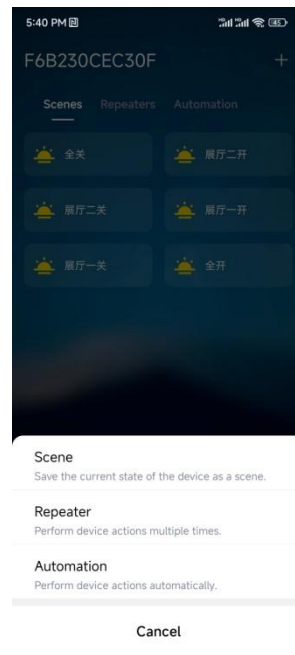 5:40 PM
45
F6B230CEC30F
+
Scenes Repeaters Automation
全关 展厅二开
展厅二关 展厅一开
展厅一关 全开
Scene
Save the current state of the device as a scene.
Repeater
Perform device actions multiple times.
Automation
Perform device actions automatically.
Cancel